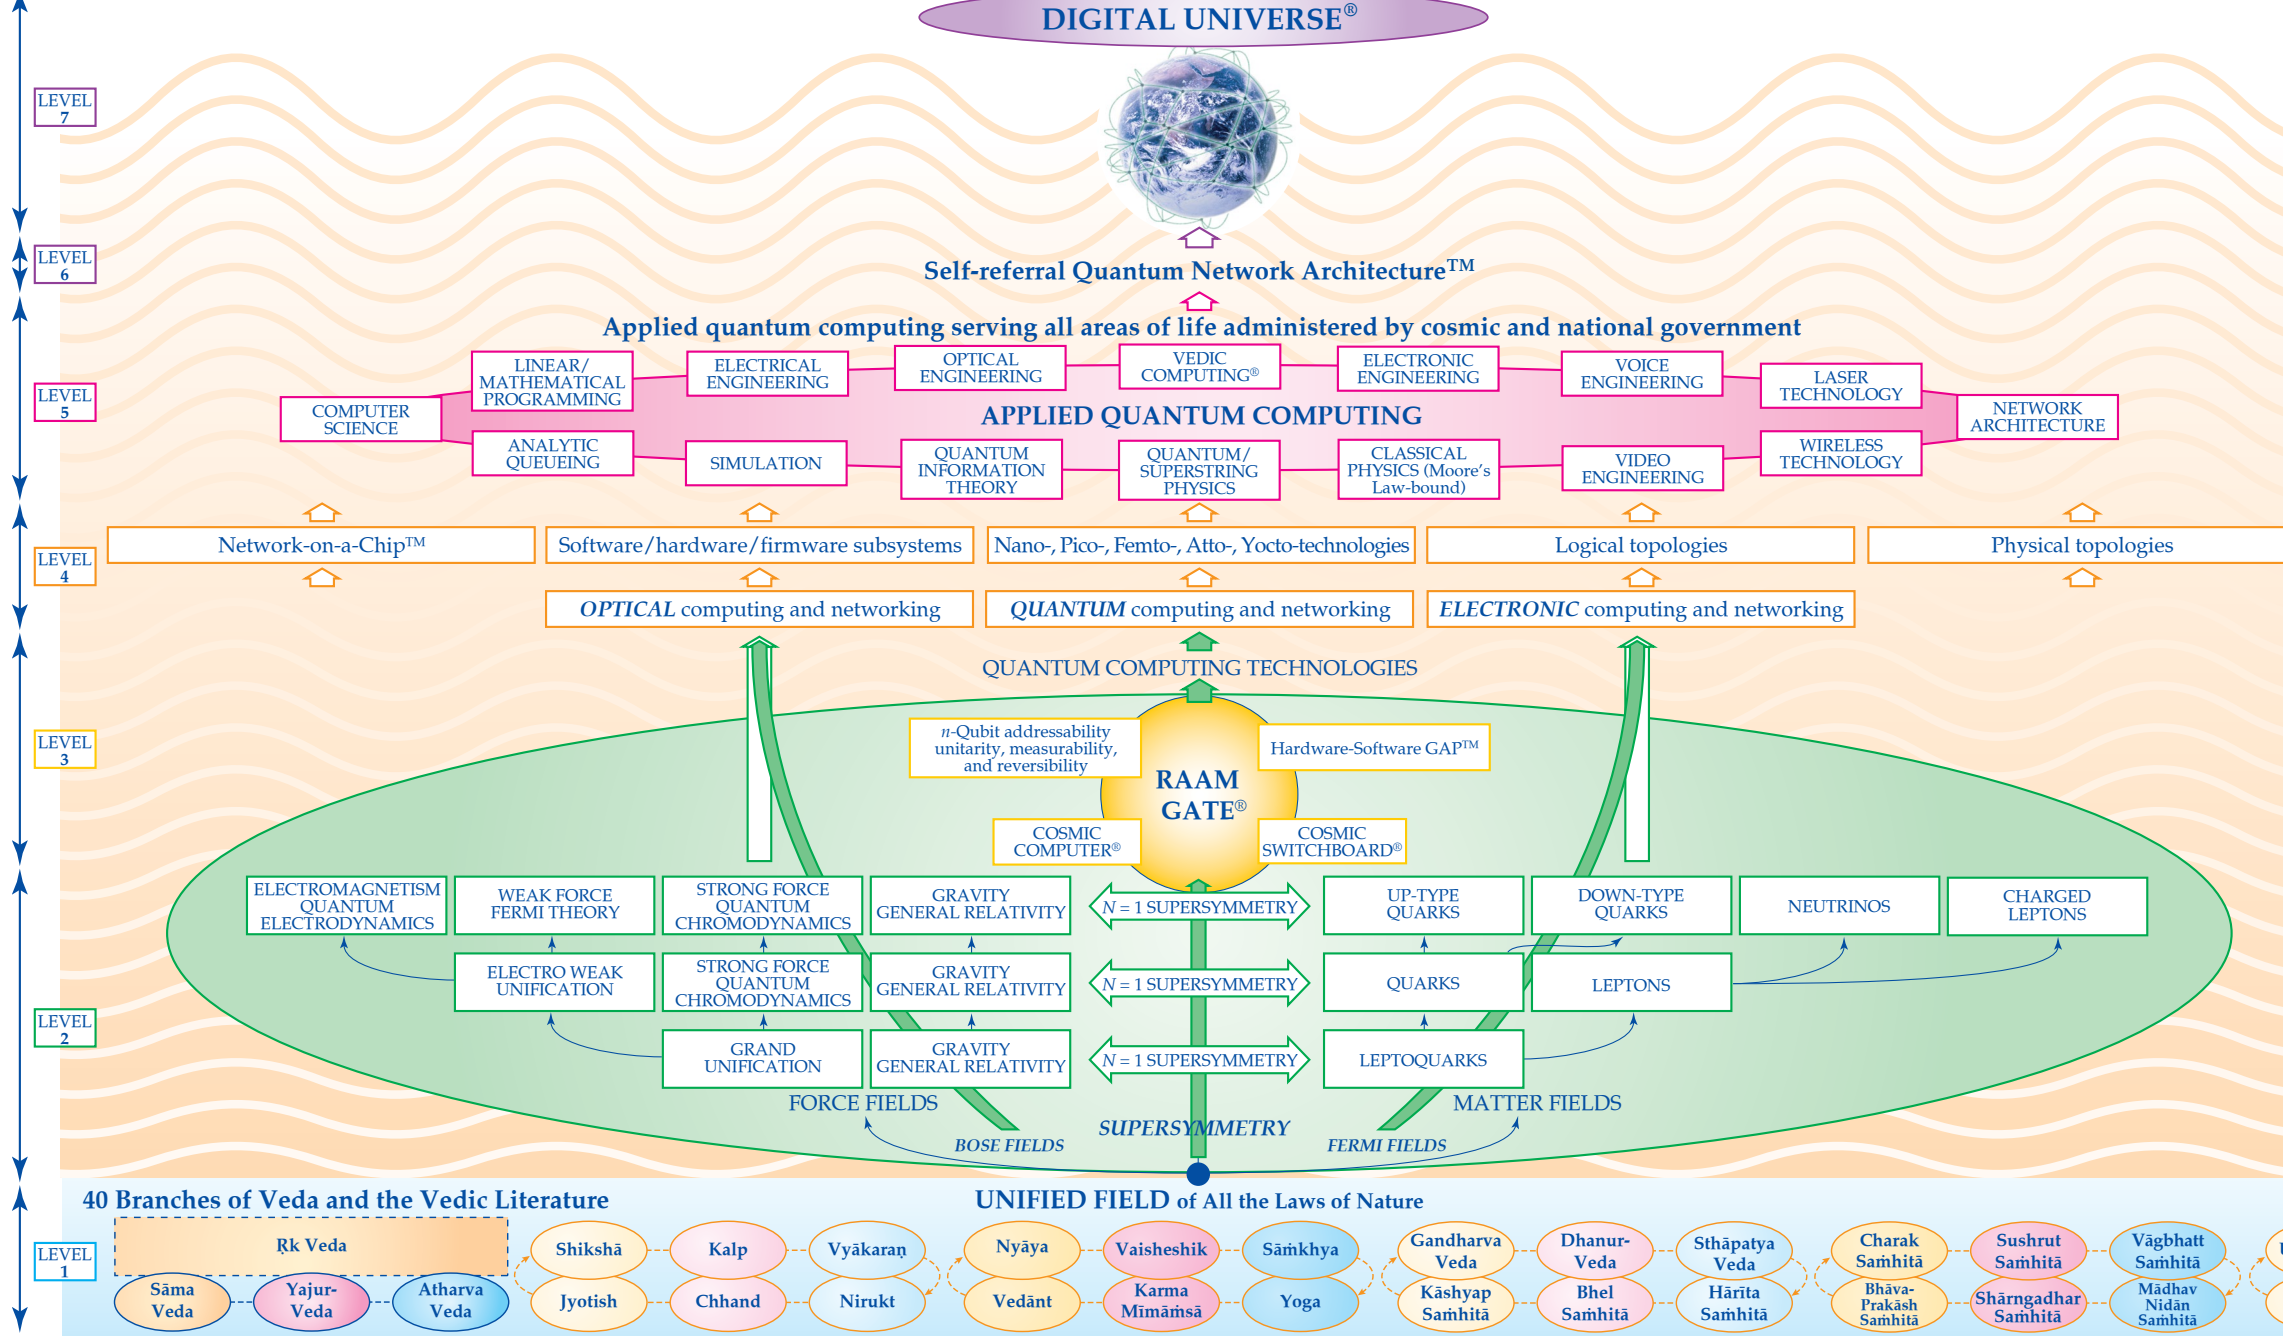 DIGITAL UNIVERSE®
LEVEL
7
LEVEL
6
Self-referral Quantum Network Architecture™
Applied quantum computing serving all areas of life administered by cosmic and national government
LEVEL
5
COMPUTER
SCIENCE
LINEAR/
MATHEMATICAL
PROGRAMMING
ELECTRICAL
ENGINEERING
OPTICAL
ENGINEERING
VEDIC
COMPUTING®
ELECTRONIC
ENGINEERING
VOICE
ENGINEERING
LASER
TECHNOLOGY
NETWORK
ARCHITECTURE
APPLIED QUANTUM COMPUTING
ANALYTIC
QUEUEING
SIMULATION
QUANTUM
INFORMATION
THEORY
QUANTUM/
SUPERSTRING
PHYSICS
CLASSICAL
PHYSICS (Moore's
Law-bound)
VIDEO
ENGINEERING
WIRELESS
TECHNOLOGY
LEVEL
4
Network-on-a-Chip™
Software/hardware/firmware subsystems
Nano-, Pico-, Femto-, Atto-, Yocto-technologies
Logical topologies
Physical topologies
OPTICAL computing and networking
QUANTUM computing and networking
ELECTRONIC computing and networking
QUANTUM COMPUTING TECHNOLOGIES
LEVEL
3
n-Qubit addressability
unitarity, measurability,
and reversibility
Hardware-Software GAP™
RAAM
GATE®
COSMIC
COMPUTER®
COSMIC
SWITCHBOARD®
LEVEL
2
ELECTROMAGNETISM
QUANTUM
ELECTRODYNAMICS
WEAK FORCE
FERMI THEORY
STRONG FORCE
QUANTUM
CHROMODYNAMICS
GRAVITY
GENERAL RELATIVITY
N = 1 SUPERSYMMETRY
UP-TYPE
QUARKS
DOWN-TYPE
QUARKS
NEUTRINOS
CHARGED
LEPTONS
ELECTRO WEAK
UNIFICATION
STRONG FORCE
QUANTUM
CHROMODYNAMICS
GRAVITY
GENERAL RELATIVITY
N = 1 SUPERSYMMETRY
QUARKS
LEPTONS
GRAND
UNIFICATION
GRAVITY
GENERAL RELATIVITY
N = 1 SUPERSYMMETRY
LEPTOQUARKS
FORCE FIELDS
MATTER FIELDS
BOSE FIELDS
SUPERSYMMETRY
FERMI FIELDS
40 Branches of Veda and the Vedic Literature
UNIFIED FIELD of All the Laws of Nature
LEVEL
1
Ṛk Veda
Sāma
Veda
Yajur-
Veda
Atharva
Veda
Shikshā
Kalp
Vyākaraṇ
Jyotish
Chhand
Nirukt
Nyāya
Vaisheshik
Sāṁkhya
Vedānt
Karma
Mīmāṁsā
Yoga
Gandharva
Veda
Dhanur-
Veda
Sthāpatya
Veda
Kāshyap
Saṁhitā
Bhel
Saṁhitā
Hārīta
Saṁhitā
Charak
Saṁhitā
Sushrut
Saṁhitā
Vāgbhatt
Saṁhitā
Bhāva-
Prakāsh
Saṁhitā
Shārngadhar
Saṁhitā
Mādhav
Nidān
Saṁhitā